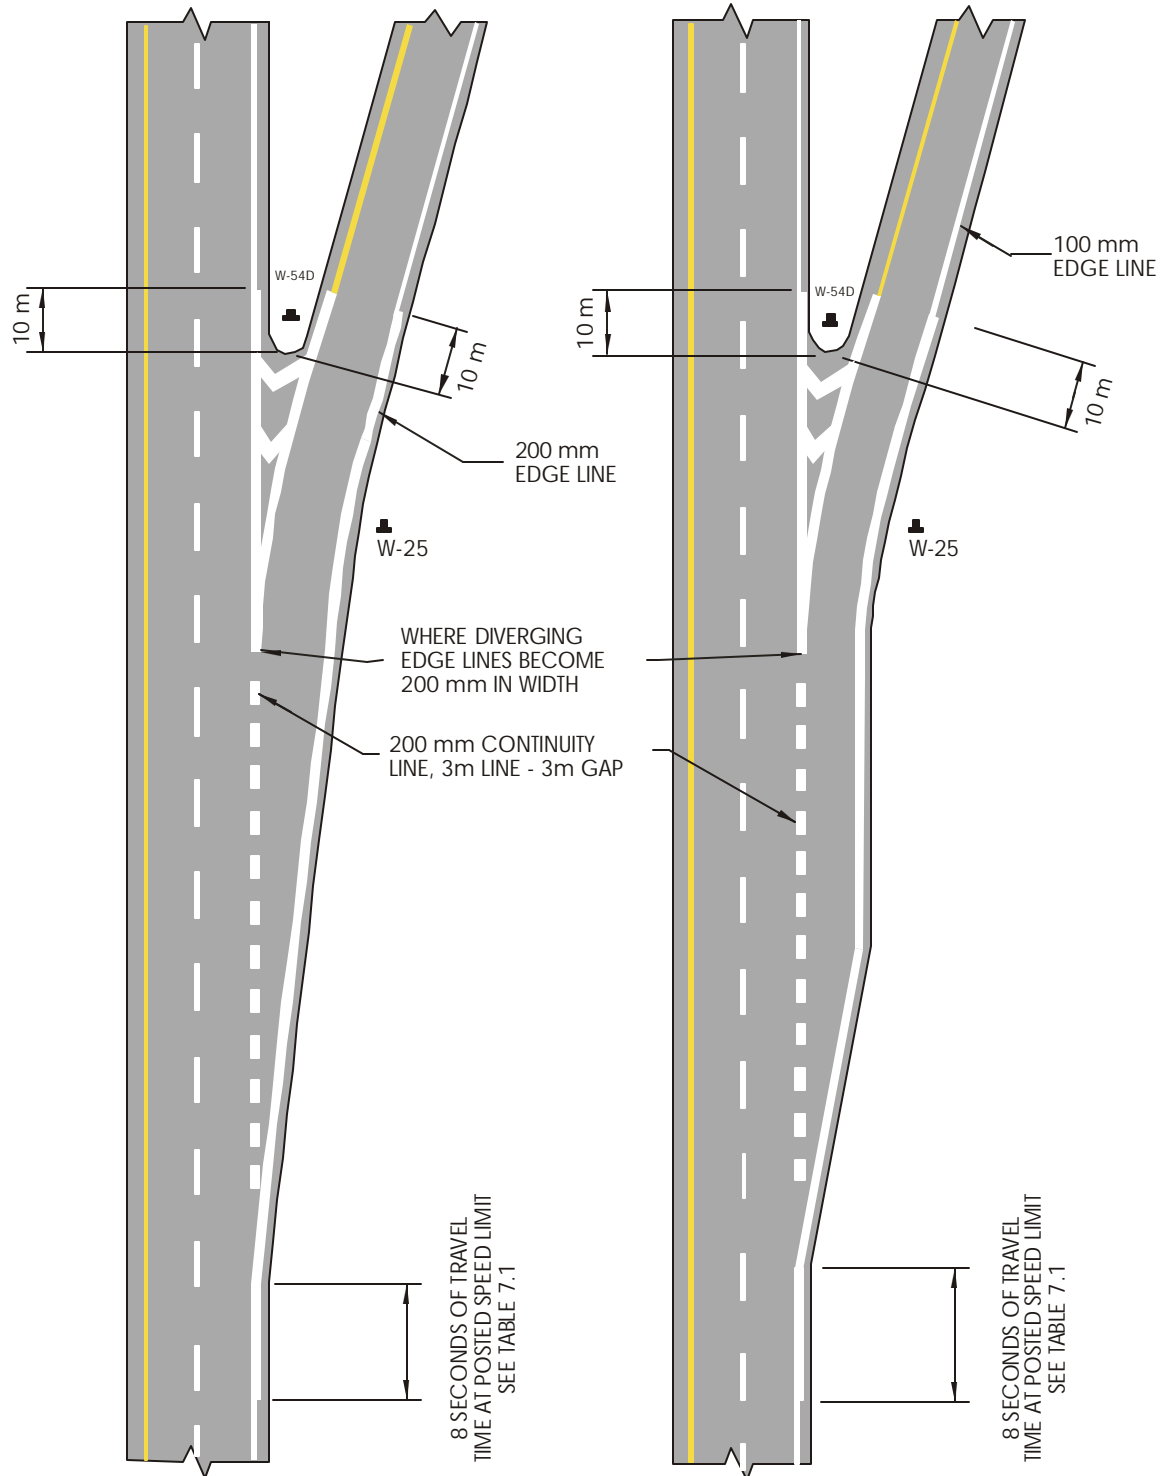 W-54D
10 m
10 m
200 mm
EDGE LINE
W-25
W-54D
10 m
100 mm
EDGE LINE
10 m
W-25
WHERE DIVERGING
EDGE LINES BECOME
200 mm IN WIDTH
200 mm CONTINUITY
LINE, 3m LINE - 3m GAP
8 SECONDS OF TRAVEL
TIME AT POSTED SPEED LIMIT
SEE TABLE 7.1
8 SECONDS OF TRAVEL
TIME AT POSTED SPEED LIMIT
SEE TABLE 7.1